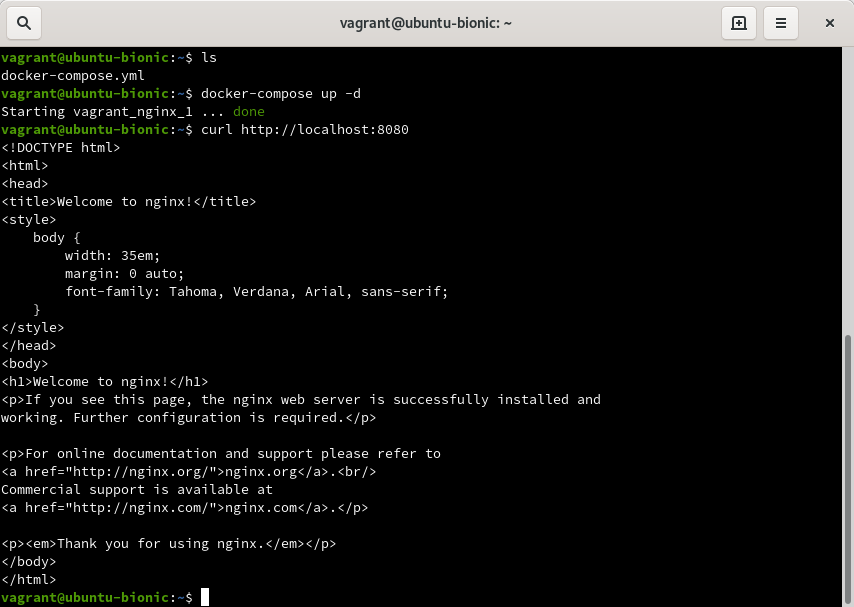 vagrant@ubuntu-bionic: ~
vagrant@ubuntu-bionic:~$ ls
docker-compose.yml
vagrant@ubuntu-bionic:~$ docker-compose up -d
Starting vagrant_nginx_1 ... done
vagrant@ubuntu-bionic:~$ curl http://localhost:8080
<!DOCTYPE html>
<html>
<head>
<title>Welcome to nginx!</title>
<style>
    body {
        width: 35em;
        margin: 0 auto;
        font-family: Tahoma, Verdana, Arial, sans-serif;
    }
</style>
</head>
<body>
<h1>Welcome to nginx!</h1>
<p>If you see this page, the nginx web server is successfully installed and
working. Further configuration is required.</p>

<p>For online documentation and support please refer to
<a href="http://nginx.org/">nginx.org</a>.<br/>
Commercial support is available at
<a href="http://nginx.com/">nginx.com</a>.</p>

<p><em>Thank you for using nginx.</em></p>
</body>
</html>
vagrant@ubuntu-bionic:~$